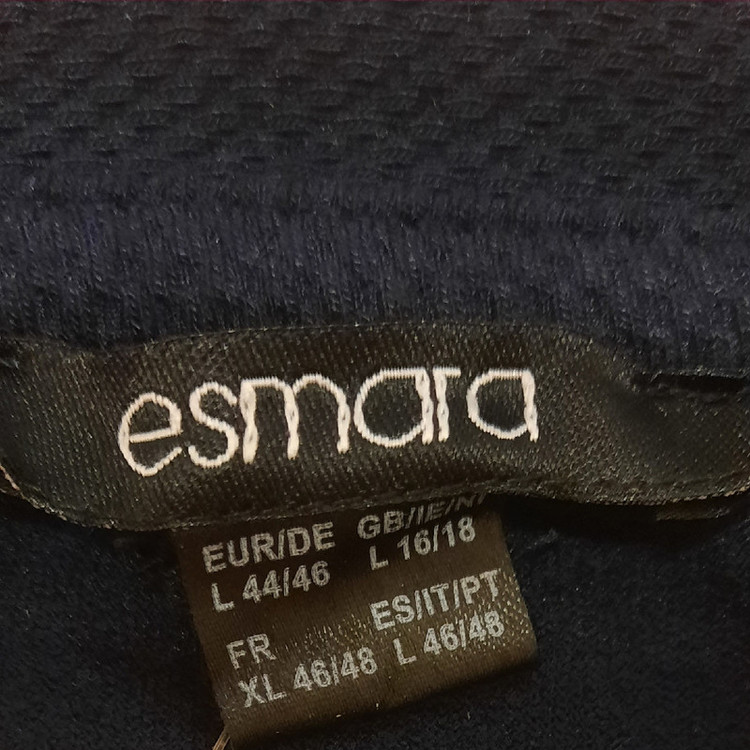 esmara
EUR/DE GB/IE/NI
L 44/46 L 16/18
FR ES/IT/PT
XL 46/48 L 46/48